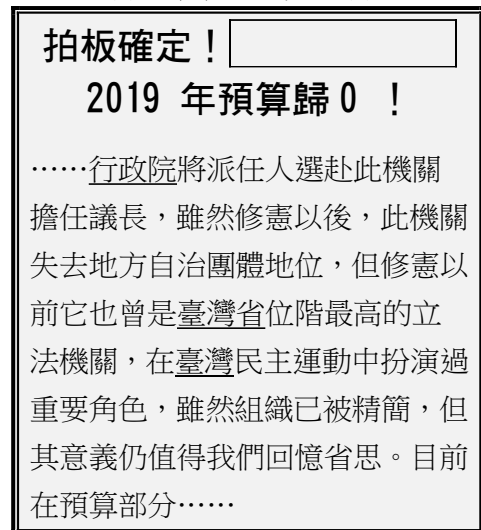 拍板確定！
2019 年預算歸 0 ！
……行政院將派任人選赴此機關
擔任議長，雖然修憲以後，此機關
失去地方自治團體地位，但修憲以
前它也曾是臺灣省位階最高的立
法機關，在臺灣民主運動中扮演過
重要角色，雖然組織已被精簡，但
其意義仍值得我們回憶省思。目前
在預算部分……